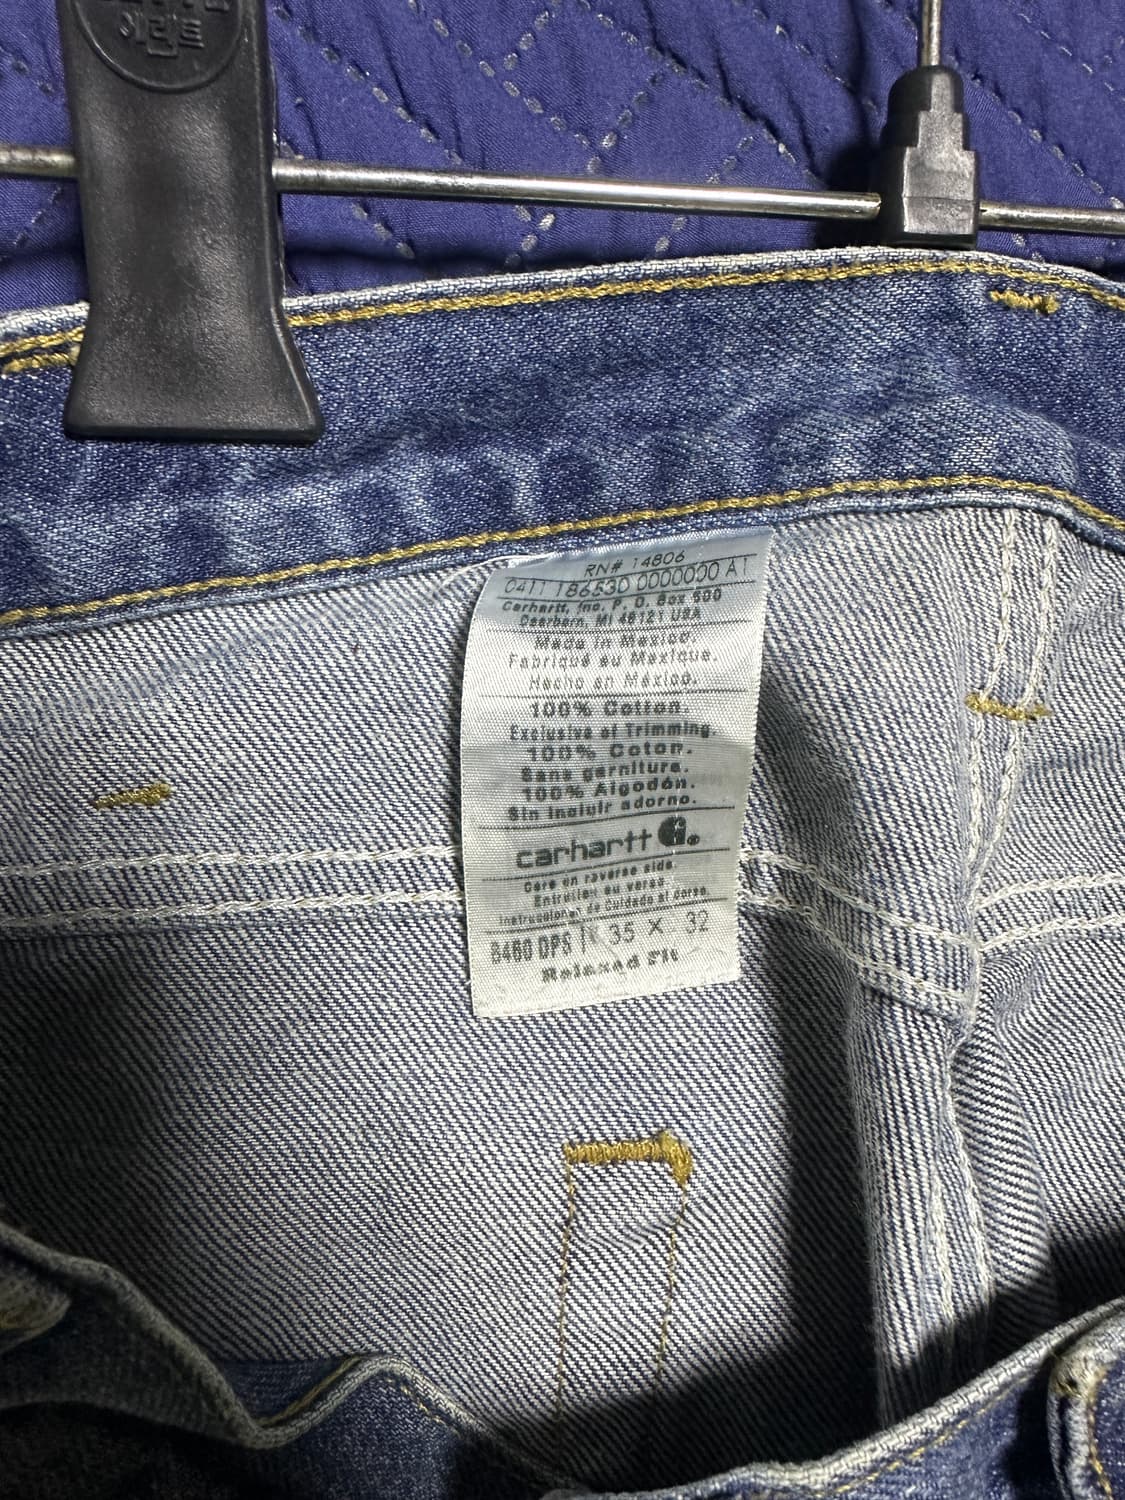 RN# 14806
0411 186530 0000000 A1
Carhartt, Inc. P. O. Box 600
Dearborn, MI 48121 USA
Made in Mexico.
Fabriqué au Mexique.
Hecho en México.
100% Cotton.
Exclusive of Trimming.
100% Coton.
Sans garniture.
100% Algodón.
Sin incluir adorno.
carhartt
Care on reverse side.
Entretien au verso
Instrucciones de Cuidado al dorso.
DPS 35 X 32
Relaxed Fit